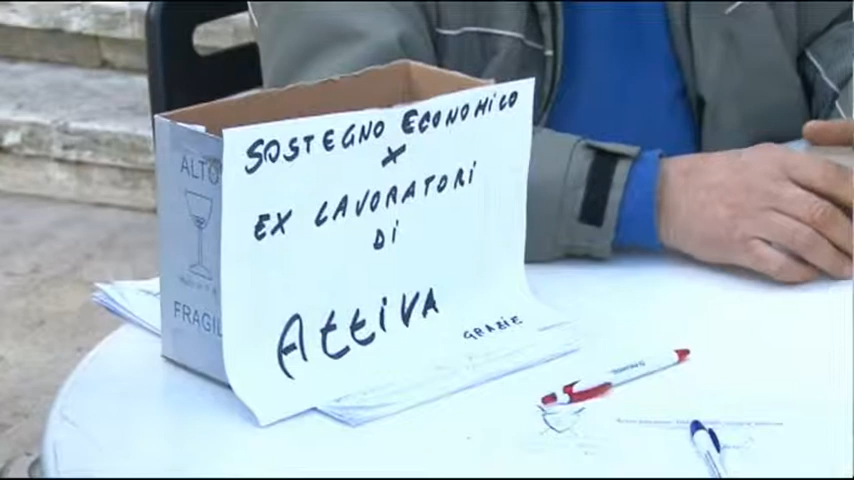 ALTO
FRAGIL
SOSTEGNO ECONOMICO
X
EX LAVORATORI
DI
ATTIVA
GRAZIE